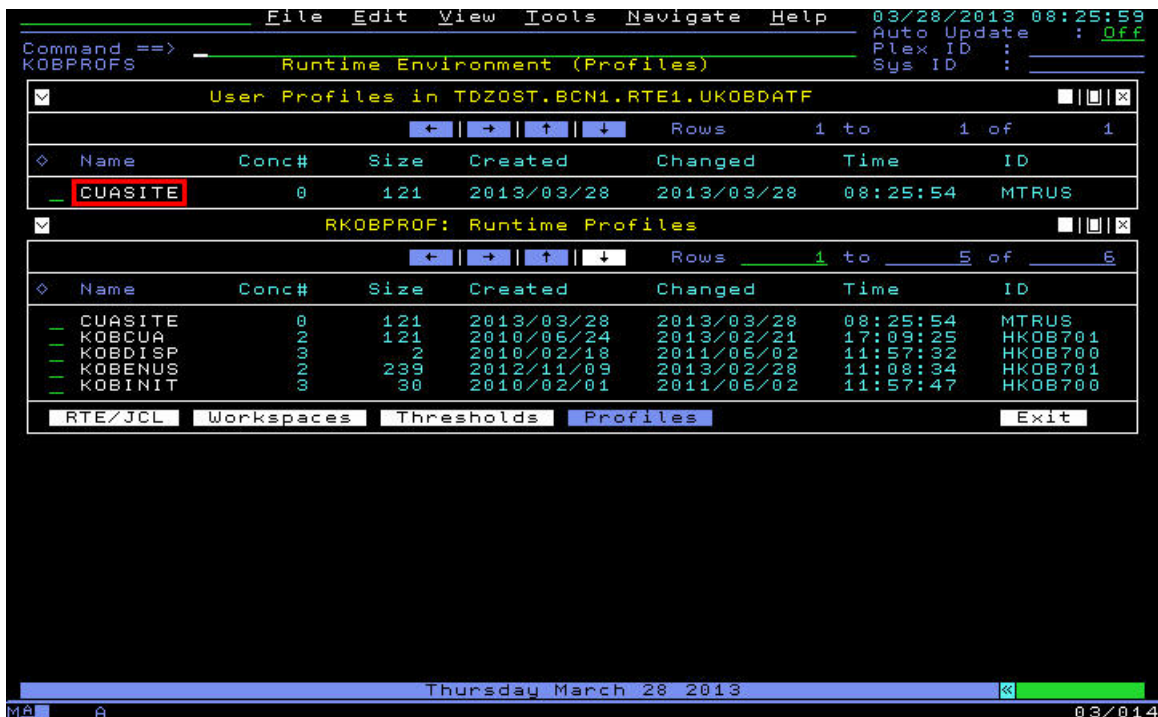 File Edit View Tools Navigate Help 03/28/2013 08:25:59
Auto Update : Off
Command ==> Plex ID :
KOBPROFS Runtime Environment (Profiles) Sys ID :
User Profiles in TDZOST.BCN1.RTE1.UKOBDATF
← | → | ↑ | ↓ Rows 1 to 1 of 1
◇ Name Conc# Size Created Changed Time ID
_ CUASITE 0 121 2013/03/28 2013/03/28 08:25:54 MTRUS
RKOBPROF: Runtime Profiles
← | → | ↑ | ↓ Rows 1 to 5 of 6
◇ Name Conc# Size Created Changed Time ID
_ CUASITE 0 121 2013/03/28 2013/03/28 08:25:54 MTRUS
_ KOBCUA 2 121 2010/06/24 2013/02/21 17:09:25 HKOB701
_ KOBDISP 3 2 2010/02/18 2011/06/02 11:57:32 HKOB700
_ KOBENUS 2 239 2012/11/09 2013/02/28 11:08:34 HKOB701
_ KOBINIT 3 30 2010/02/01 2011/06/02 11:57:47 HKOB700
RTE/JCL Workspaces Thresholds Profiles Exit
Thursday March 28 2013 «
MA A 03/014